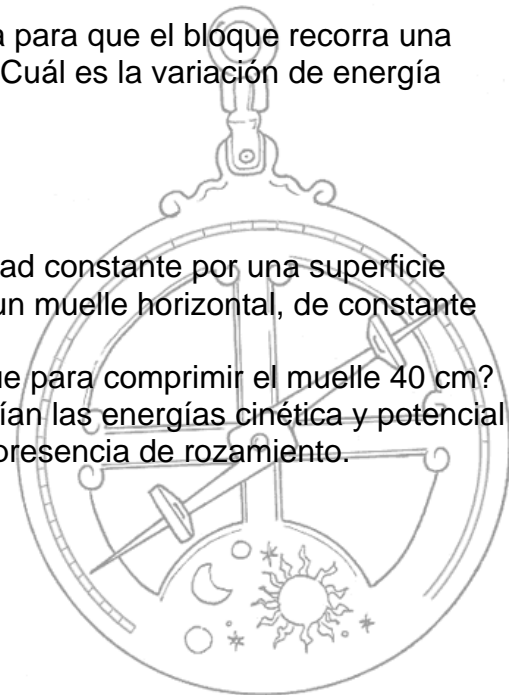 a para que el bloque recorra una
Cuál es la variación de energía
ad constante por una superficie
un muelle horizontal, de constante
ue para comprimir el muelle 40 cm?
ían las energías cinética y potencial
presencia de rozamiento.